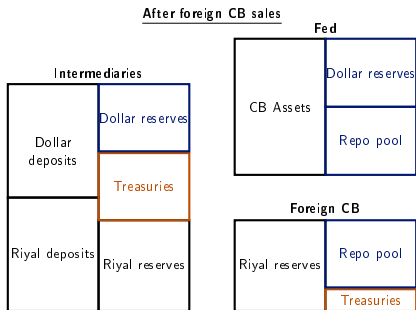 After foreign CB sales
Intermediaries
Dollar
deposits
Dollar reserves
Treasuries
Riyal deposits
Riyal reserves
Fed
CB Assets
Dollar reserves
Repo pool
Foreign CB
Riyal reserves
Repo pool
Treasuries